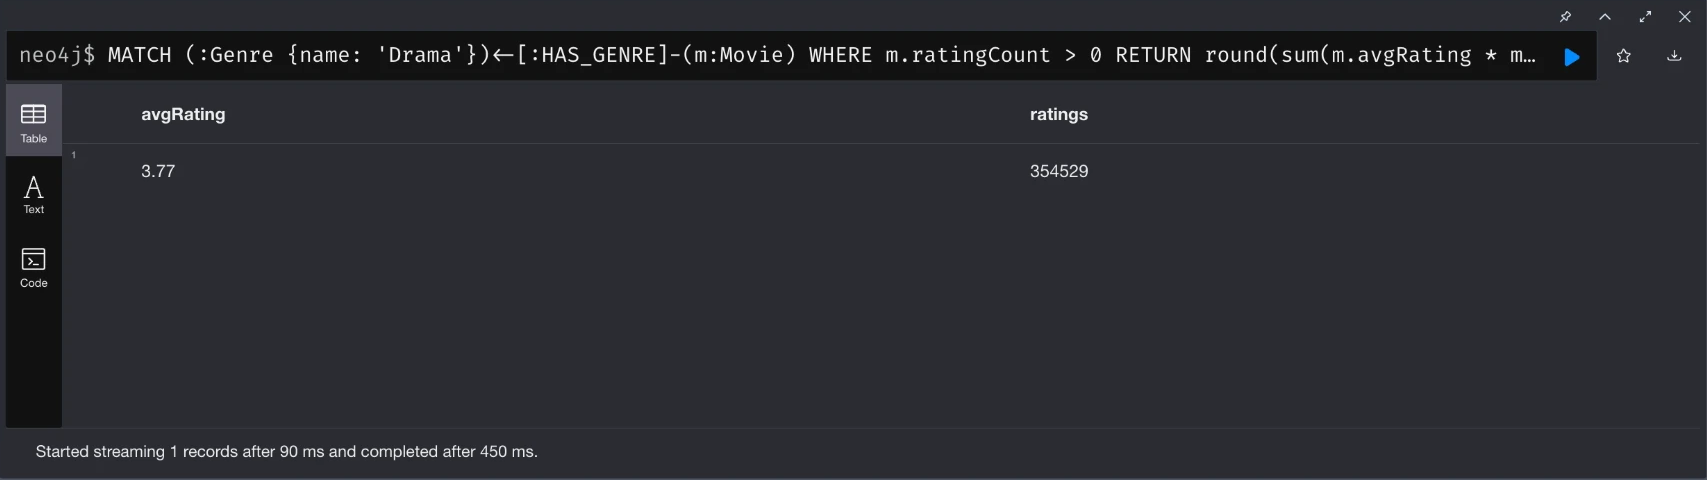 neo4j$ MATCH (:Genre {name: 'Drama'})<-[:HAS_GENRE]-(m:Movie) WHERE m.ratingCount > 0 RETURN round(sum(m.avgRating * m…
Table
avgRating ratings
1 3.77 354529
Text
Code
Started streaming 1 records after 90 ms and completed after 450 ms.